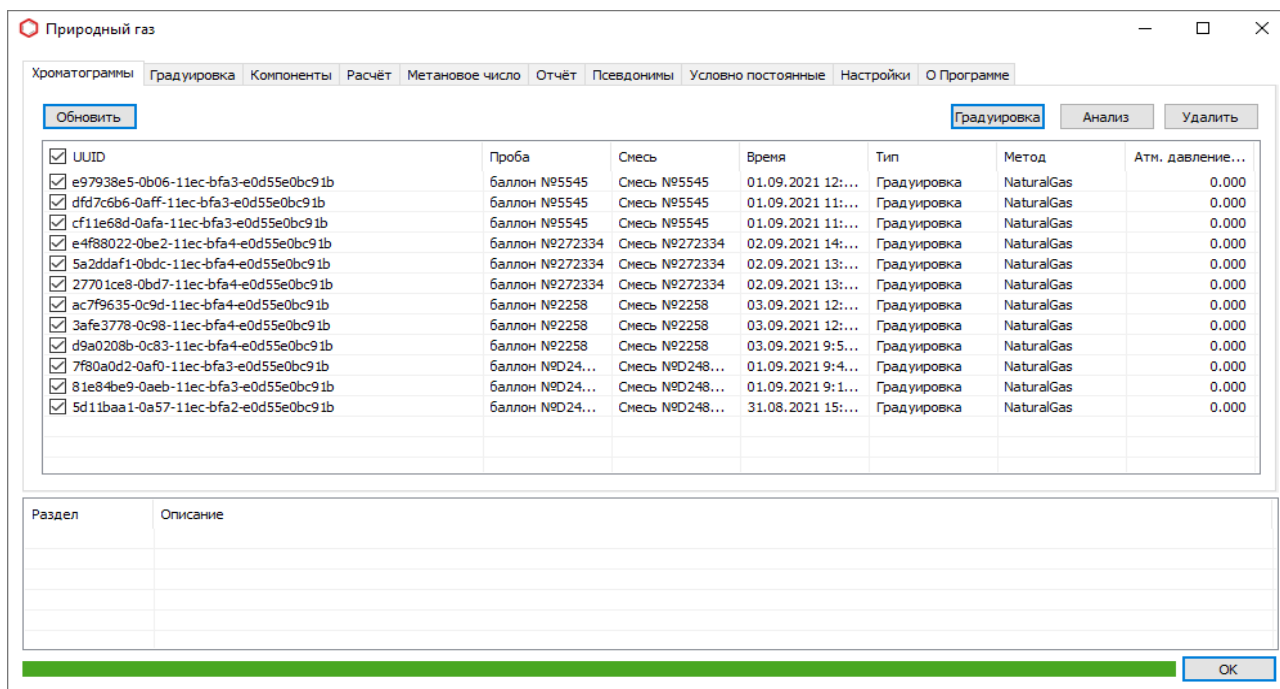 Природный газ
Хроматограммы Градуировка Компоненты Расчёт Метановое число Отчёт Псевдонимы Условно постоянные Настройки О Программе
Обновить Градуировка Анализ Удалить
UUID Проба Смесь Время Тип Метод Атм. давление...
e97938e5-0b06-11ec-bfa3-e0d55e0bc91b баллон №5545 Смесь №5545 01.09.2021 12:... Градуировка NaturalGas 0.000
dfd7c6b6-0aff-11ec-bfa3-e0d55e0bc91b баллон №5545 Смесь №5545 01.09.2021 11:... Градуировка NaturalGas 0.000
cf11e68d-0afa-11ec-bfa3-e0d55e0bc91b баллон №5545 Смесь №5545 01.09.2021 11:... Градуировка NaturalGas 0.000
e4f88022-0be2-11ec-bfa4-e0d55e0bc91b баллон №272334 Смесь №272334 02.09.2021 14:... Градуировка NaturalGas 0.000
5a2ddaf1-0bdc-11ec-bfa4-e0d55e0bc91b баллон №272334 Смесь №272334 02.09.2021 13:... Градуировка NaturalGas 0.000
27701ce8-0bd7-11ec-bfa4-e0d55e0bc91b баллон №272334 Смесь №272334 02.09.2021 13:... Градуировка NaturalGas 0.000
ac7f9635-0c9d-11ec-bfa4-e0d55e0bc91b баллон №2258 Смесь №2258 03.09.2021 12:... Градуировка NaturalGas 0.000
3afe3778-0c98-11ec-bfa4-e0d55e0bc91b баллон №2258 Смесь №2258 03.09.2021 12:... Градуировка NaturalGas 0.000
d9a0208b-0c83-11ec-bfa4-e0d55e0bc91b баллон №2258 Смесь №2258 03.09.2021 9:5... Градуировка NaturalGas 0.000
7f80a0d2-0af0-11ec-bfa3-e0d55e0bc91b баллон №D24... Смесь №D248... 01.09.2021 9:4... Градуировка NaturalGas 0.000
81e84be9-0aeb-11ec-bfa3-e0d55e0bc91b баллон №D24... Смесь №D248... 01.09.2021 9:1... Градуировка NaturalGas 0.000
5d11baa1-0a57-11ec-bfa2-e0d55e0bc91b баллон №D24... Смесь №D248... 31.08.2021 15:... Градуировка NaturalGas 0.000
Раздел Описание
OK